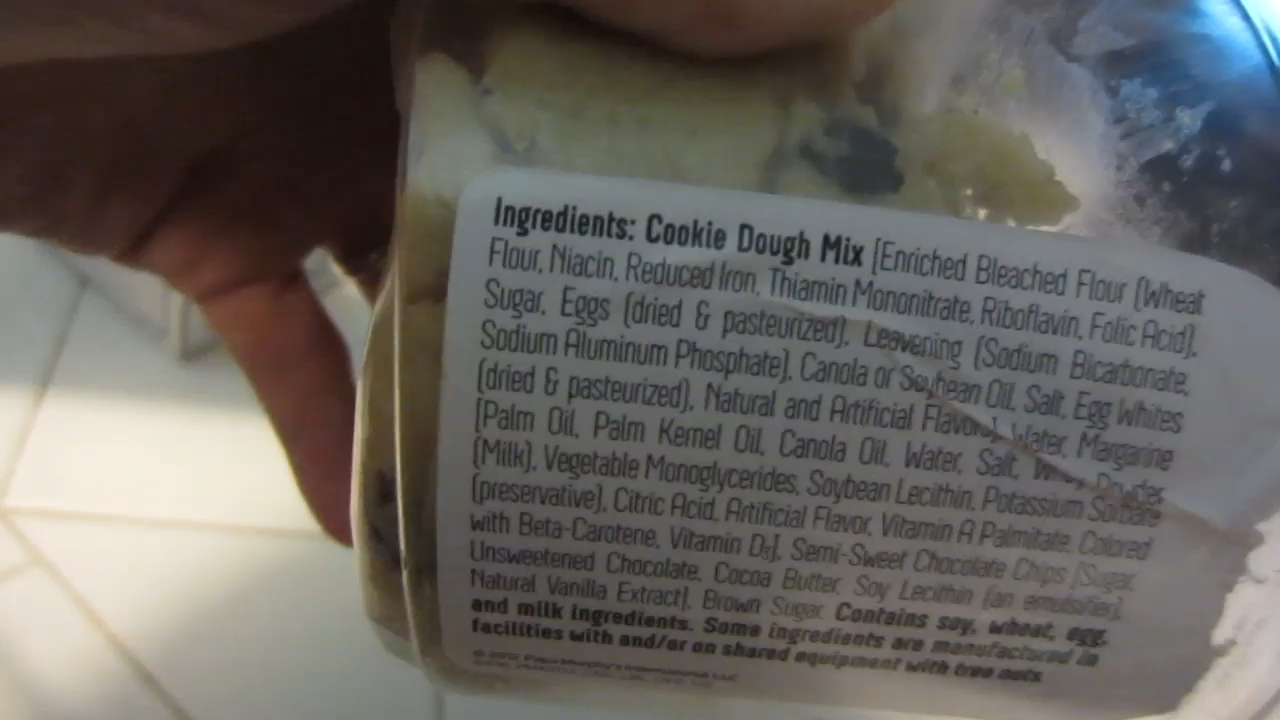 Ingredients: Cookie Dough Mix [Enriched Bleached Flour (Wheat
Flour, Niacin, Reduced Iron, Thiamin Mononitrate, Riboflavin, Folic Acid),
Sugar, Eggs (dried & pasteurized), Leavening (Sodium Bicarbonate,
Sodium Aluminum Phosphate), Canola or Soybean Oil, Salt, Egg Whites
(dried & pasteurized), Natural and Artificial Flavors], Water, Margarine
[Palm Oil, Palm Kernel Oil, Canola Oil, Water, Salt, Whey Powder
(Milk), Vegetable Monoglycerides, Soybean Lecithin, Potassium Sorbate
(preservative), Citric Acid, Artificial Flavor, Vitamin A Palmitate, Colored
with Beta-Carotene, Vitamin D3], Semi-Sweet Chocolate Chips [Sugar,
Unsweetened Chocolate, Cocoa Butter, Soy Lecithin (an emulsifier),
Natural Vanilla Extract], Brown Sugar. Contains soy, wheat, egg,
and milk ingredients. Some ingredients are manufactured in
facilities with and/or on shared equipment with tree nuts.
Papa Murphy's International LLC